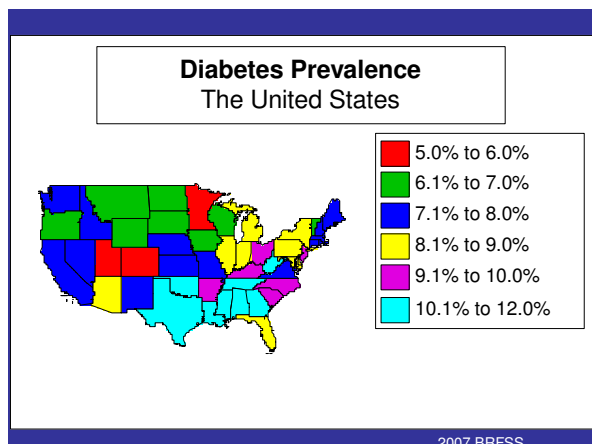 Diabetes Prevalence
The United States
5.0% to 6.0%
6.1% to 7.0%
7.1% to 8.0%
8.1% to 9.0%
9.1% to 10.0%
10.1% to 12.0%
2007 BRFSS